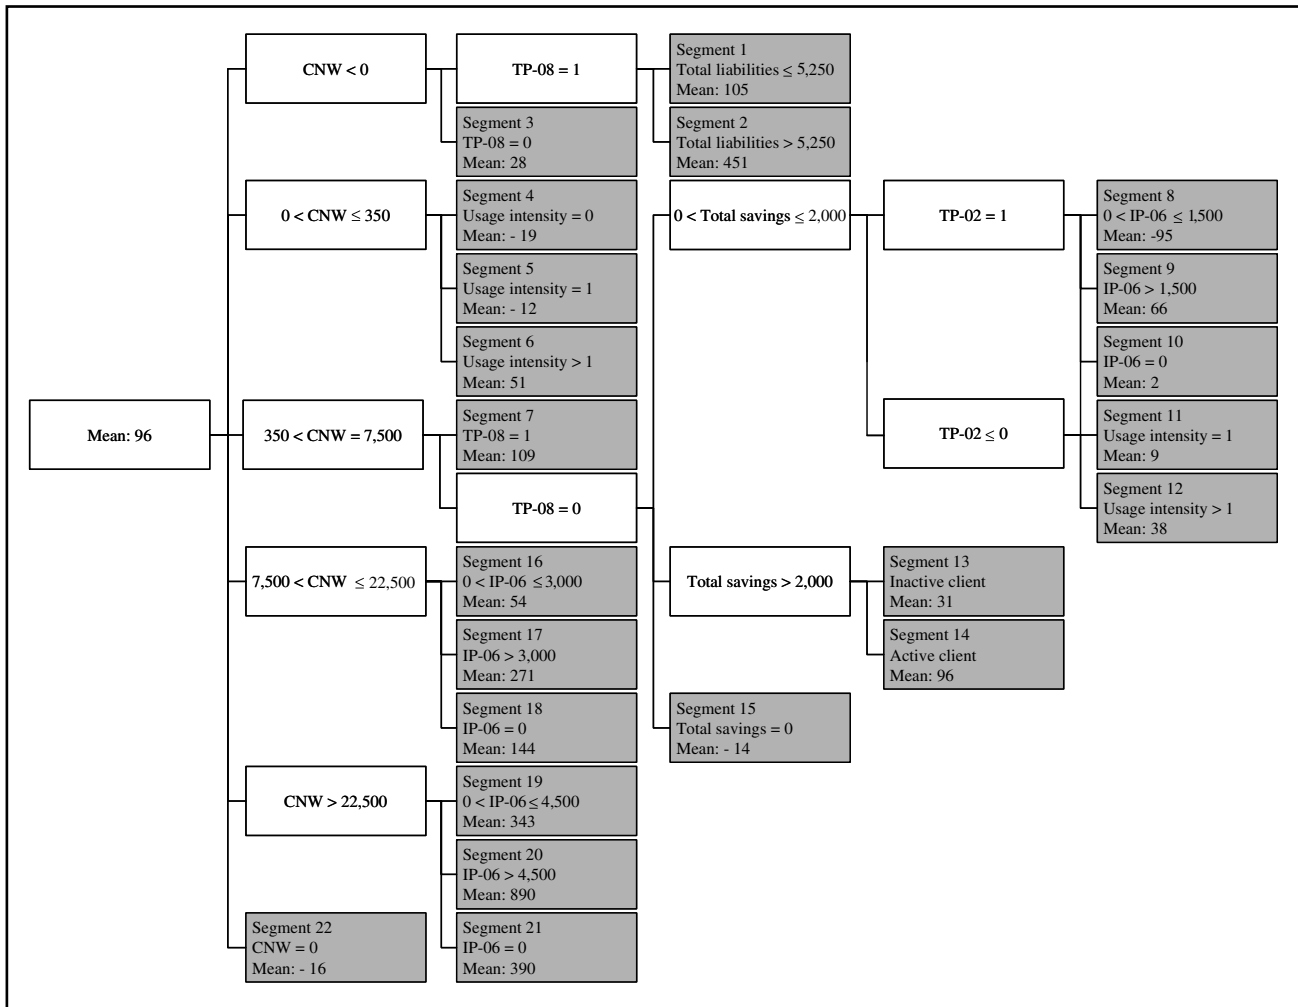 Mean: 96
CNW < 0
TP-08 = 1
Segment 1
Total liabilities ≤ 5,250
Mean: 105
Segment 2
Total liabilities > 5,250
Mean: 451
Segment 3
TP-08 = 0
Mean: 28
0 < CNW ≤ 350
Segment 4
Usage intensity = 0
Mean: - 19
Segment 5
Usage intensity = 1
Mean: - 12
Segment 6
Usage intensity > 1
Mean: 51
350 < CNW = 7,500
Segment 7
TP-08 = 1
Mean: 109
TP-08 = 0
0 < Total savings ≤ 2,000
TP-02 = 1
Segment 8
0 < IP-06 ≤ 1,500
Mean: -95
Segment 9
IP-06 > 1,500
Mean: 66
Segment 10
IP-06 = 0
Mean: 2
TP-02 ≤ 0
Segment 11
Usage intensity = 1
Mean: 9
Segment 12
Usage intensity > 1
Mean: 38
Total savings > 2,000
Segment 13
Inactive client
Mean: 31
Segment 14
Active client
Mean: 96
Segment 15
Total savings = 0
Mean: - 14
7,500 < CNW ≤ 22,500
Segment 16
0 < IP-06 ≤ 3,000
Mean: 54
Segment 17
IP-06 > 3,000
Mean: 271
Segment 18
IP-06 = 0
Mean: 144
CNW > 22,500
Segment 19
0 < IP-06 ≤ 4,500
Mean: 343
Segment 20
IP-06 > 4,500
Mean: 890
Segment 21
IP-06 = 0
Mean: 390
Segment 22
CNW = 0
Mean: - 16